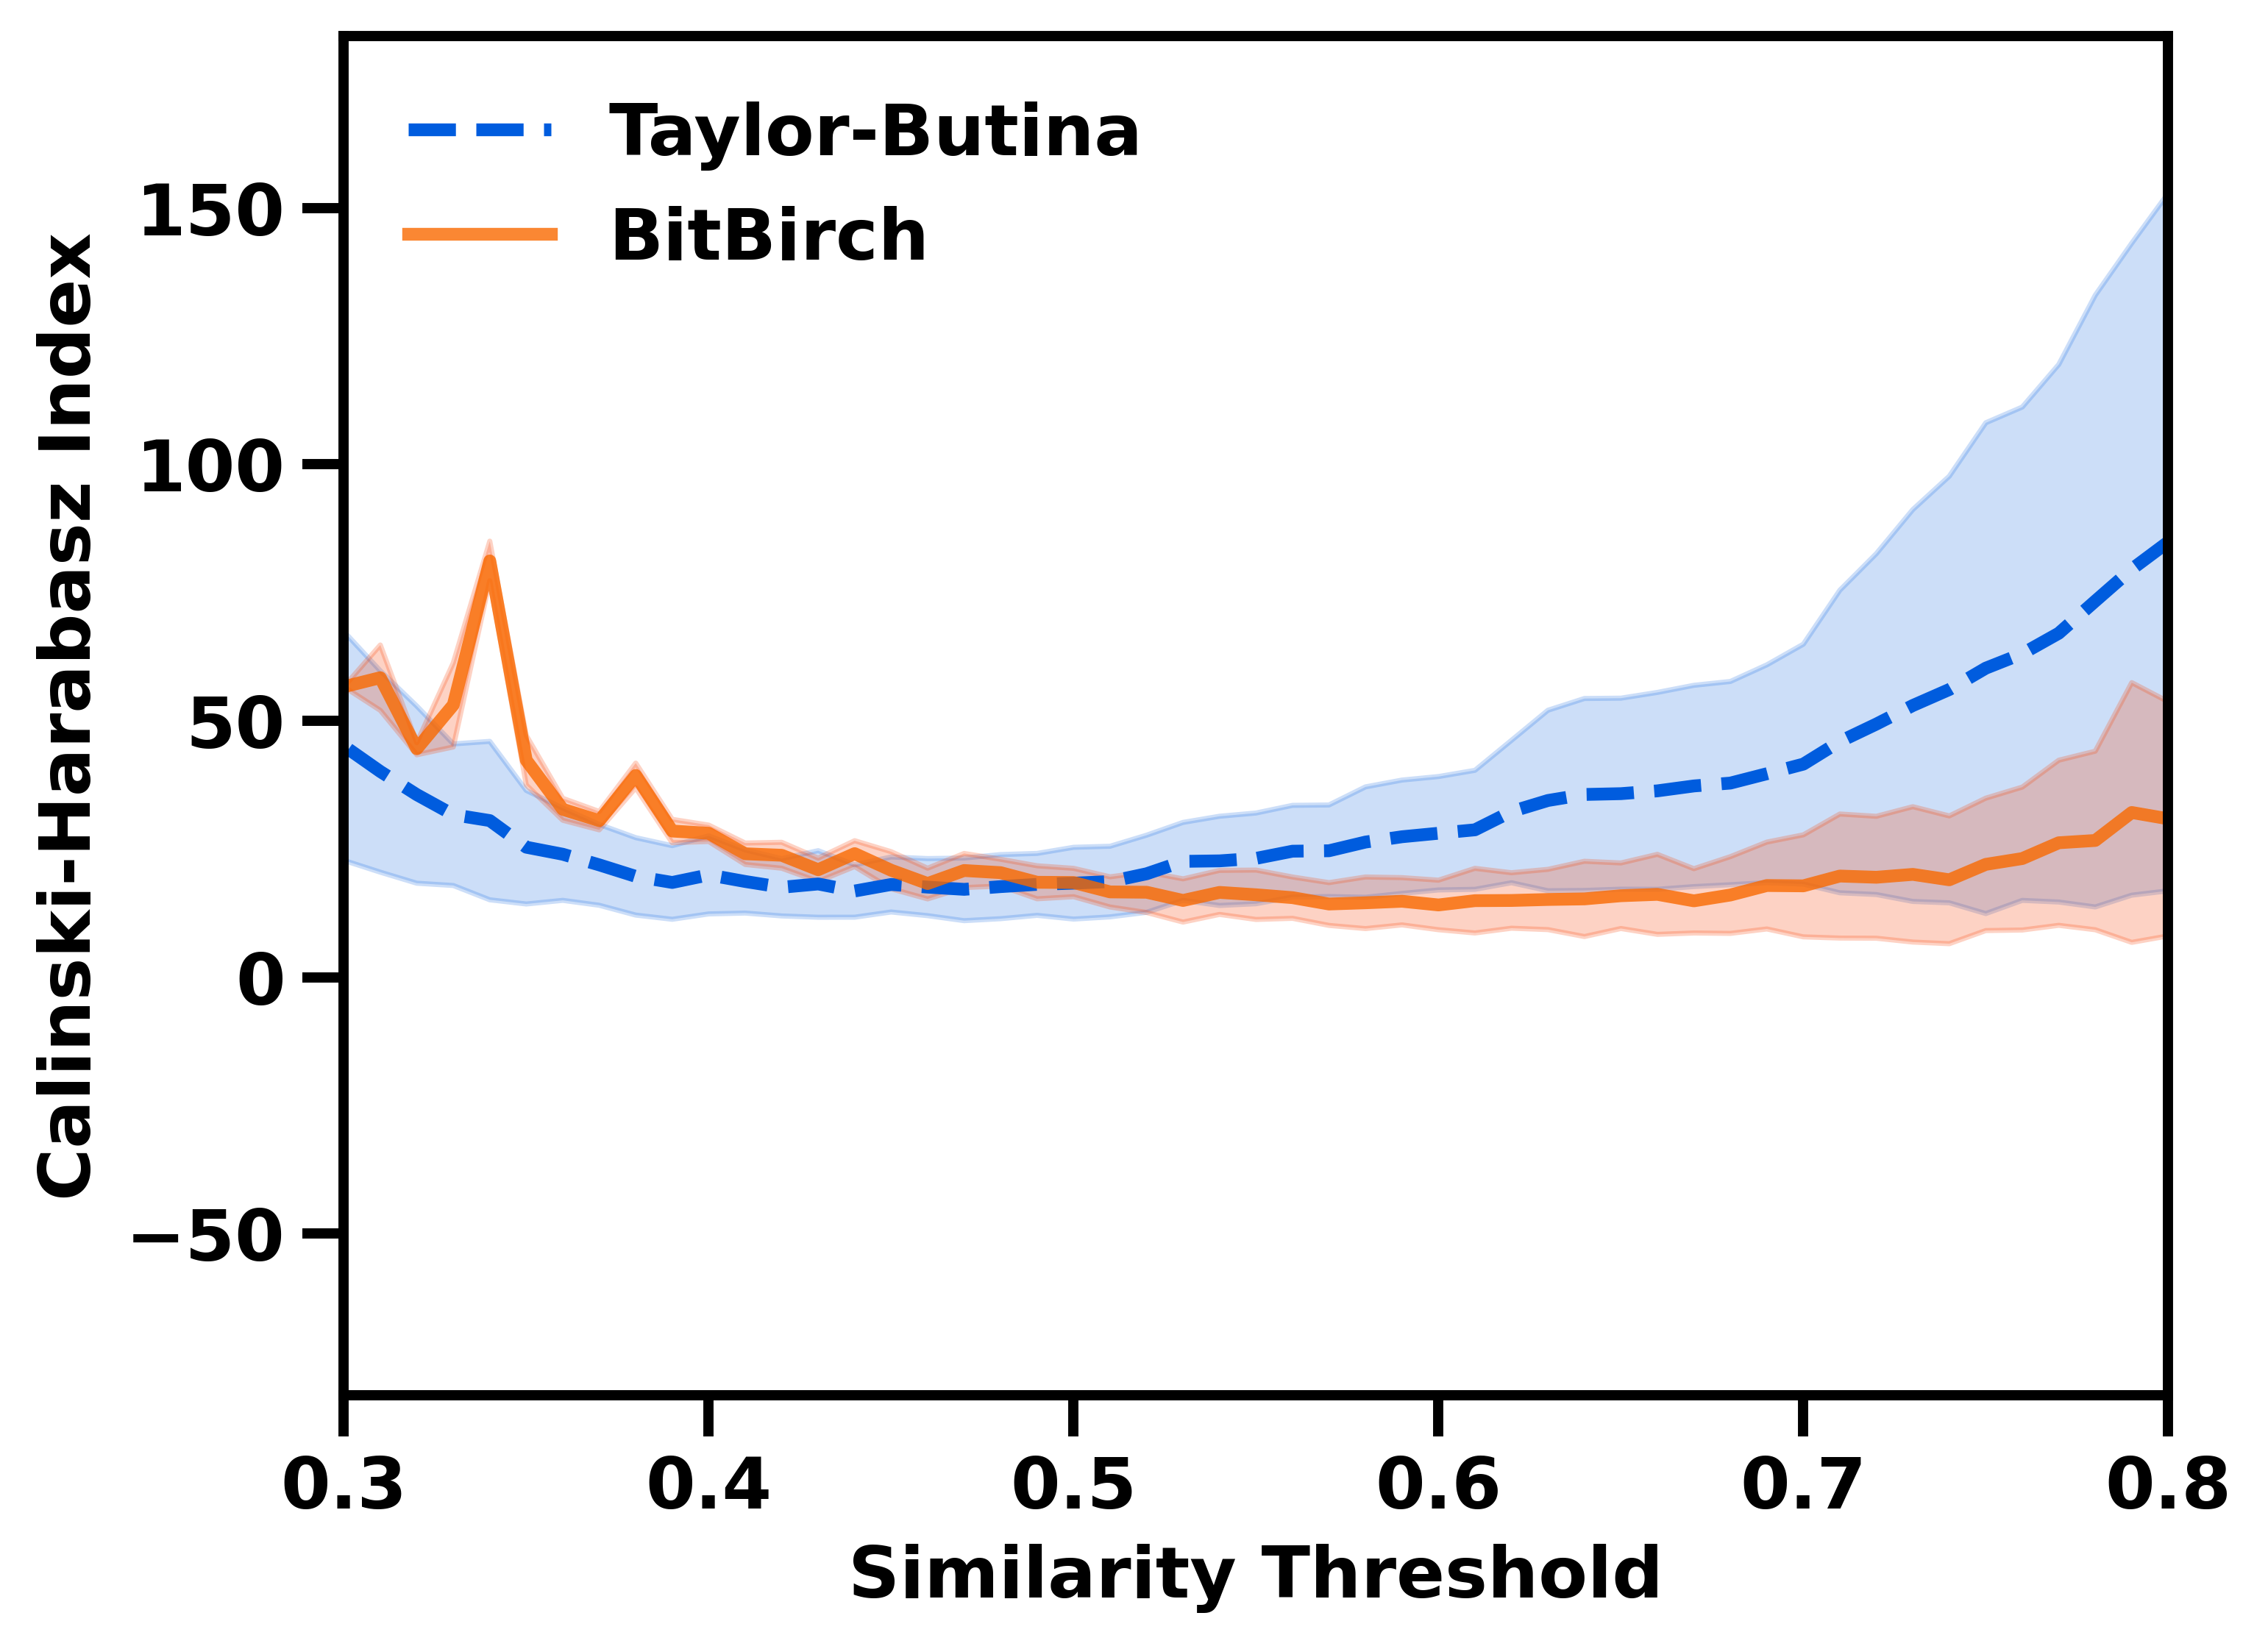 Taylor-Butina
BitBirch
Calinski-Harabasz Index
150
100
50
0
−50
0.3
0.4
0.5
0.6
0.7
0.8
Similarity Threshold